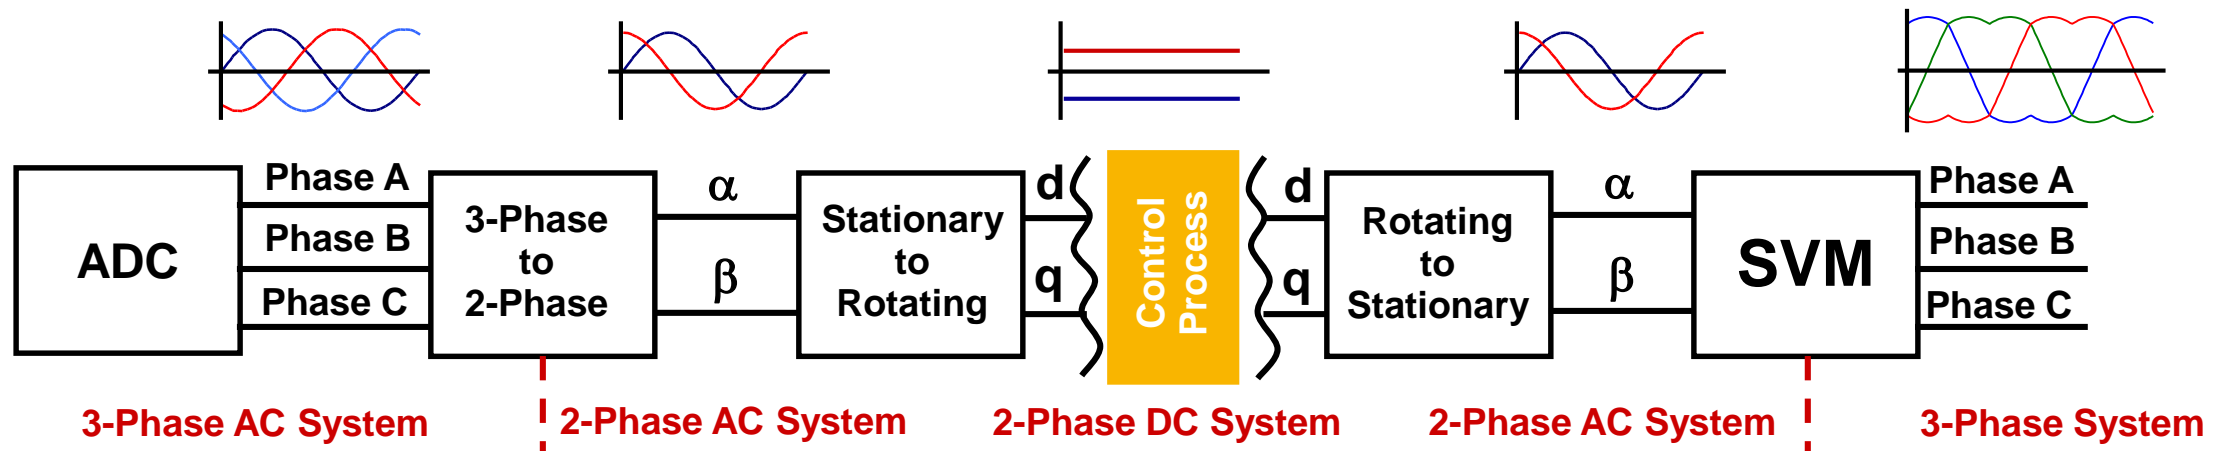 ADC
Phase A
Phase B
Phase C
3-Phase
to
2-Phase
α
β
Stationary
to
Rotating
d
q
Control
Process
d
q
Rotating
to
Stationary
α
β
SVM
Phase A
Phase B
Phase C
3-Phase AC System
2-Phase AC System
2-Phase DC System
2-Phase AC System
3-Phase System